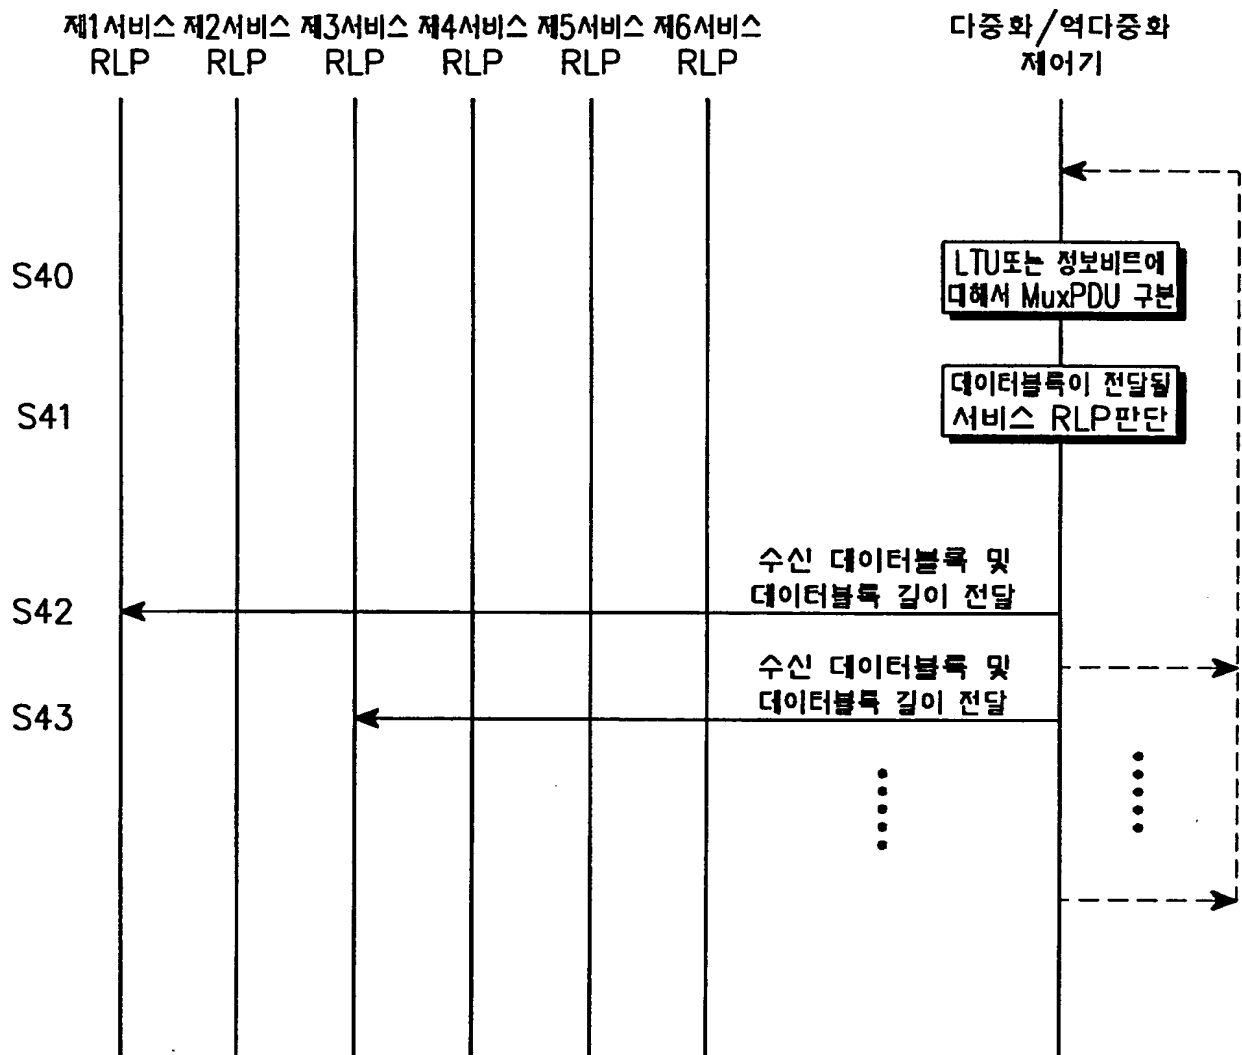 제1서비스 제2서비스 제3서비스 제4서비스 제5서비스 제6서비스 다중화/역다중화
RLP RLP RLP RLP RLP RLP 제어기
S40
LTU또는 정보비트에
대해서 MuxPDU 구분
S41
데이터블록이 전달될
서비스 RLP판단
수신 데이터블록 및
데이터블록 길이 전달
S42
수신 데이터블록 및
데이터블록 길이 전달
S43